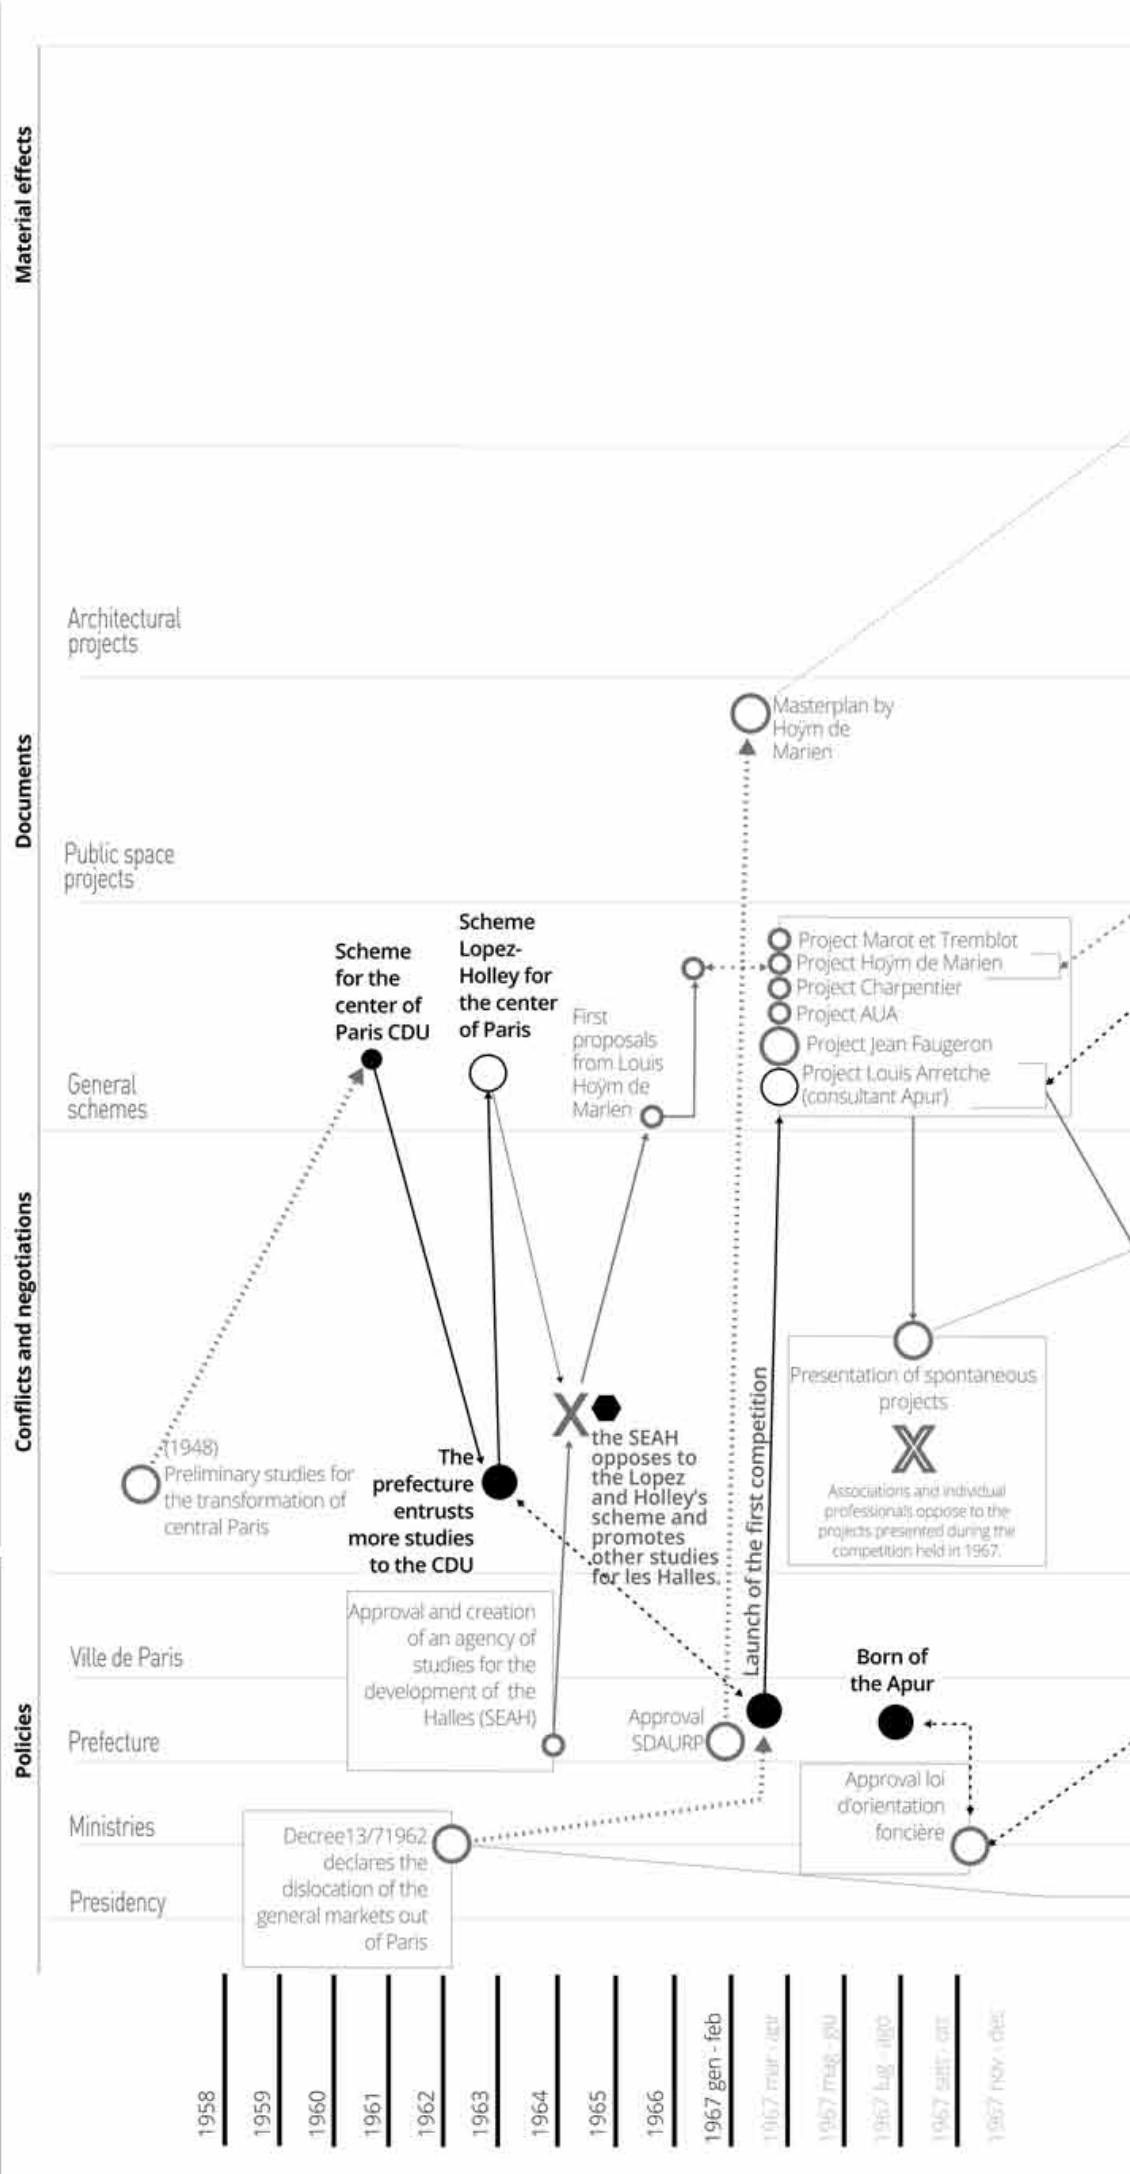 Material effects
Documents
Conflicts and negotiations
Policies
Architectural
projects
Public space
projects
General
schemes
Ville de Paris
Prefecture
Ministries
Presidency
Masterplan by
Hoÿm de
Marien
Scheme
for the
center of
Paris CDU
Scheme
Lopez-
Holley for
the center
of Paris
First
proposals
from Louis
Hoÿm de
Marien
Project Marot et Tremblot
Project Hoÿm de Marien
Project Charpentier
Project AUA
Project Jean Faugeron
Project Louis Arretche
(consultant Apur)
(1948)
Preliminary studies for
the transformation of
central Paris
The
prefecture
entrusts
more studies
to the CDU
X
the SEAH
opposes to
the Lopez
and Holley's
scheme and
promotes
other studies
for les Halles.
Launch of the first competition
Presentation of spontaneous
projects
X
Associations and individual
professionals oppose to the
projects presented during the
competition held in 1967.
Approval and creation
of an agency of
studies for the
development of the
Halles (SEAH)
Approval
SDAURP
Born of
the Apur
Approval loi
d'orientation
foncière
Decree13/71962
declares the
dislocation of the
general markets out
of Paris
1958
1959
1960
1961
1962
1963
1964
1965
1966
1967 gen - feb
1967 mar - apr
1967 mag - giu
1967 lug - ago
1967 sett - ott
1967 nov - dec